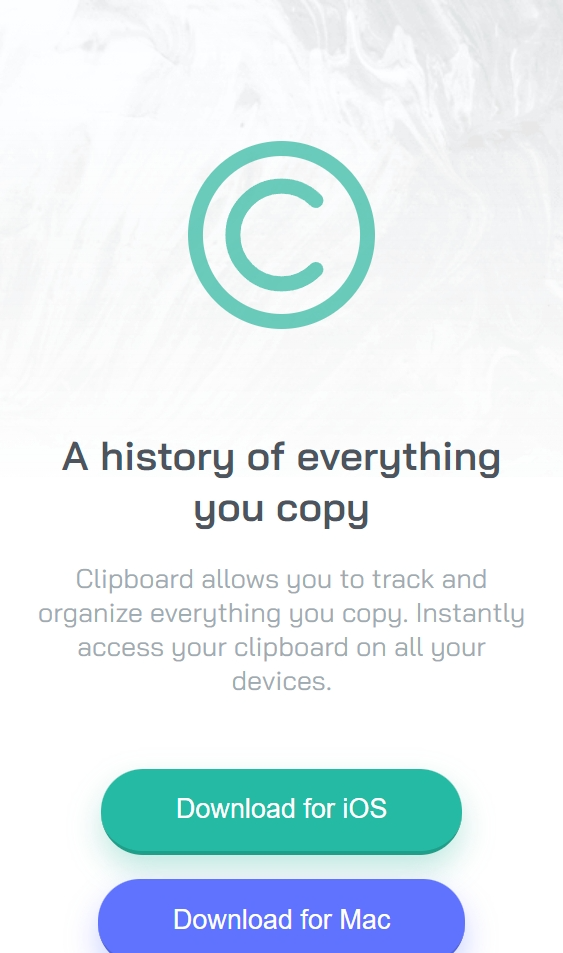 A history of everything
you copy
Clipboard allows you to track and
organize everything you copy. Instantly
access your clipboard on all your
devices.
Download for iOS
Download for Mac